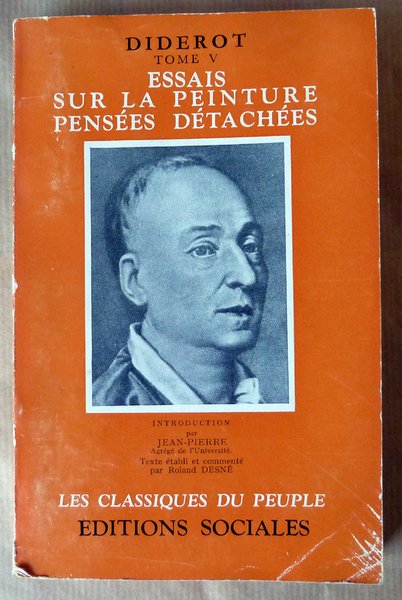 DIDEROT
TOME V
ESSAIS
SUR LA PEINTURE
PENSÉES DÉTACHÉES
INTRODUCTION
par
JEAN-PIERRE
Agrégé de l'Université.
Texte établi et commenté
par Roland DESNÉ
LES CLASSIQUES DU PEUPLE
EDITIONS SOCIALES